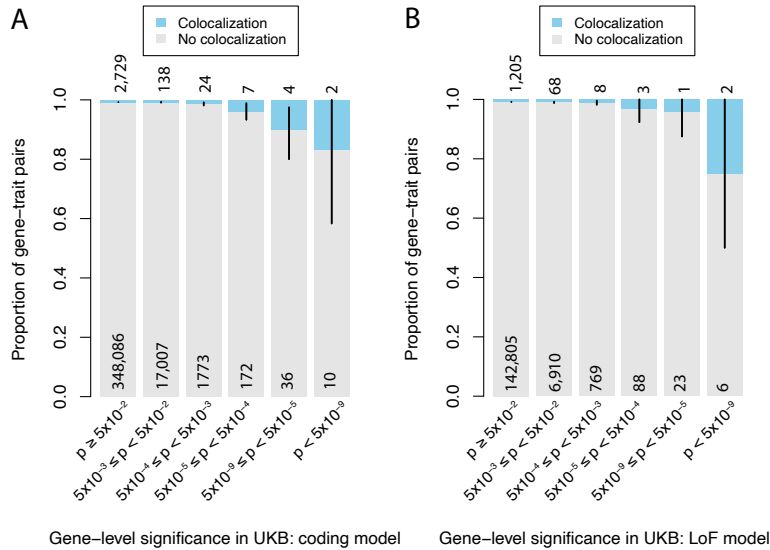 A
Colocalization
No colocalization
2,729
138
24
7
4
2
Proportion of gene−trait pairs
1.0
0.8
0.6
0.4
0.2
0.0
348,086
17,007
1773
172
36
10
p ≥ 5x10⁻²
5x10⁻³ ≤ p < 5x10⁻²
5x10⁻⁴ ≤ p < 5x10⁻³
5x10⁻⁵ ≤ p < 5x10⁻⁴
5x10⁻⁹ ≤ p < 5x10⁻⁵
p < 5x10⁻⁹
Gene−level significance in UKB: coding model
B
Colocalization
No colocalization
1,205
68
8
3
1
2
Proportion of gene−trait pairs
1.0
0.8
0.6
0.4
0.2
0.0
142,805
6,910
769
88
23
6
p ≥ 5x10⁻²
5x10⁻³ ≤ p < 5x10⁻²
5x10⁻⁴ ≤ p < 5x10⁻³
5x10⁻⁵ ≤ p < 5x10⁻⁴
5x10⁻⁹ ≤ p < 5x10⁻⁵
p < 5x10⁻⁹
Gene−level significance in UKB: LoF model